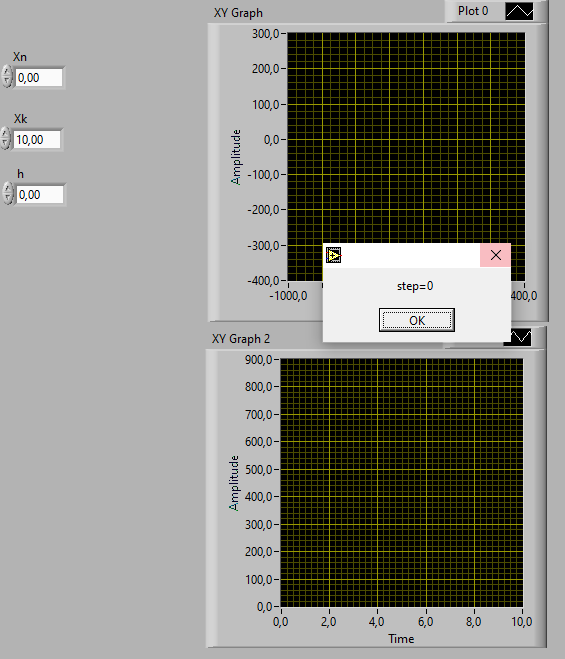 XY Graph
Plot 0
Xn
0,00
Xk
10,00
h
0,00
Amplitude
300,0
200,0
100,0
0,0
-100,0
-200,0
-300,0
-400,0
-1000,0
400,0
step=0
OK
XY Graph 2
Amplitude
900,0
800,0
700,0
600,0
500,0
400,0
300,0
200,0
100,0
0,0
0,0 2,0 4,0 6,0 8,0 10,0
Time